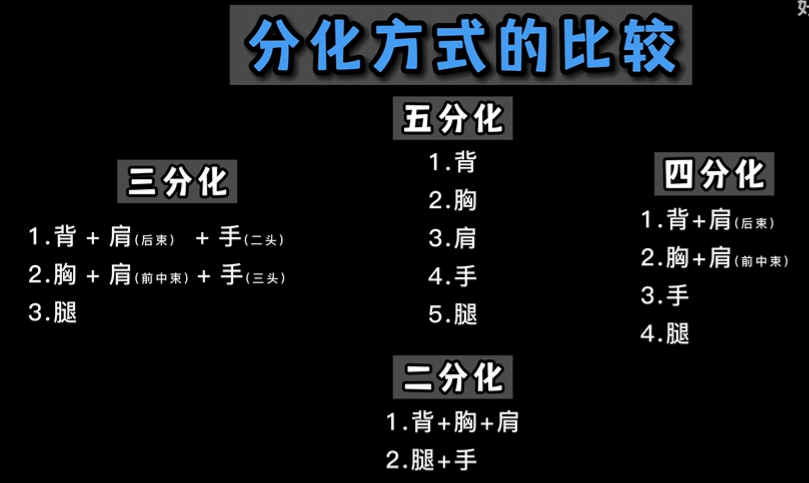 分化方式的比较
五分化
1.背
2.胸
3.肩
4.手
5.腿
三分化
1.背 + 肩(后束) + 手(二头)
2.胸 + 肩(前中束) + 手(三头)
3.腿
四分化
1.背+肩(后束)
2.胸+肩(前中束)
3.手
4.腿
二分化
1.背+胸+肩
2.腿+手